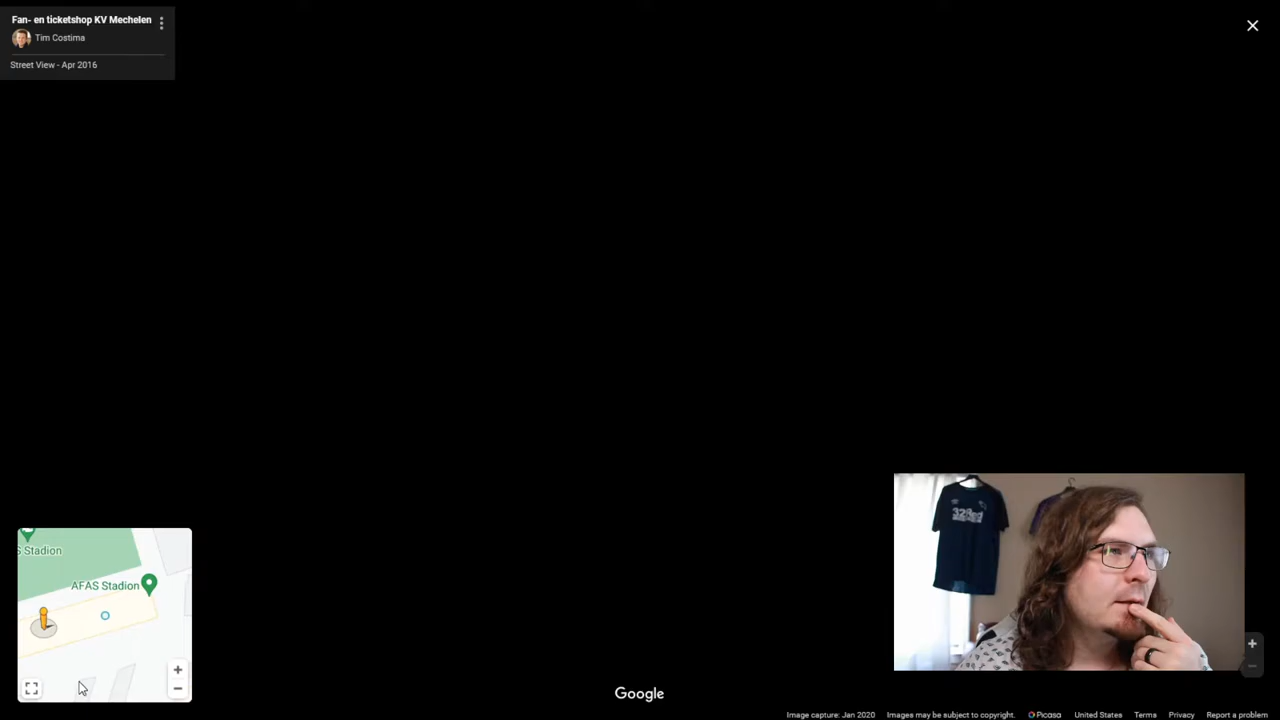 Fan- en ticketshop KV Mechelen
Tim Costima
Street View - Apr 2016
32Red
S Stadion
AFAS Stadion
Google
Image capture: Jan 2020 Images may be subject to copyright. Picasa United States Terms Privacy Report a problem